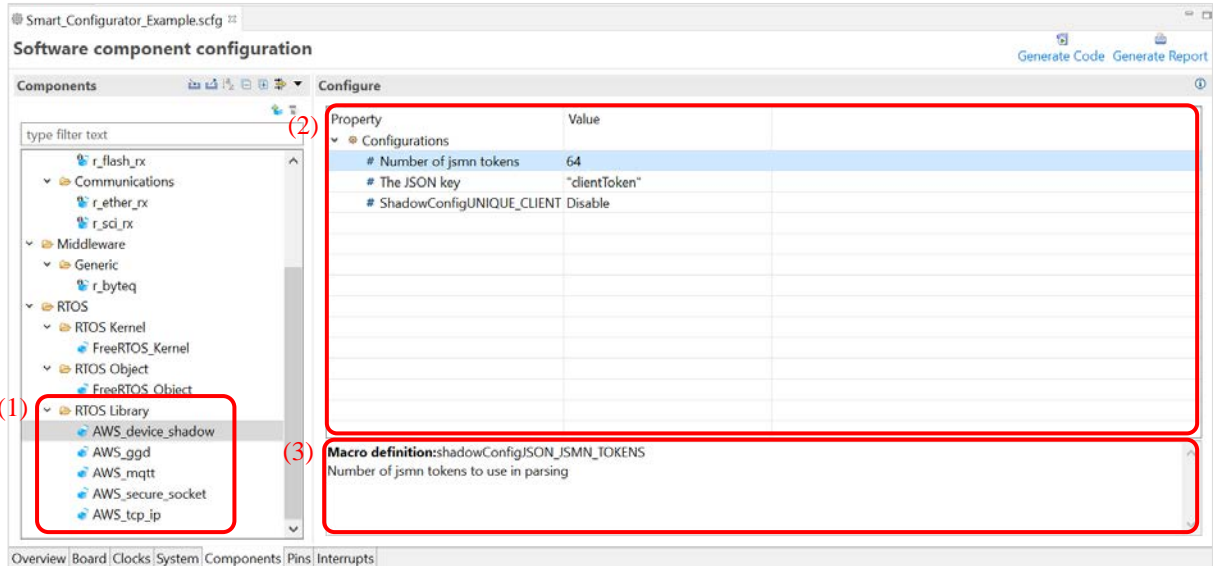 Smart_Configurator_Example.scfg
Software component configuration
Generate Code Generate Report
Components
Configure
type filter text
r_flash_rx
Communications
r_ether_rx
r_sci_rx
Middleware
Generic
r_byteq
RTOS
RTOS Kernel
FreeRTOS_Kernel
RTOS Object
FreeRTOS_Object
(1)
RTOS Library
AWS_device_shadow
AWS_ggd
AWS_mqtt
AWS_secure_socket
AWS_tcp_ip
(2)
Property Value
Configurations
# Number of jsmn tokens 64
# The JSON key "clientToken"
# ShadowConfigUNIQUE_CLIENT Disable
(3)
Macro definition:shadowConfigJSON_JSMN_TOKENS
Number of jsmn tokens to use in parsing
Overview Board Clocks System Components Pins Interrupts